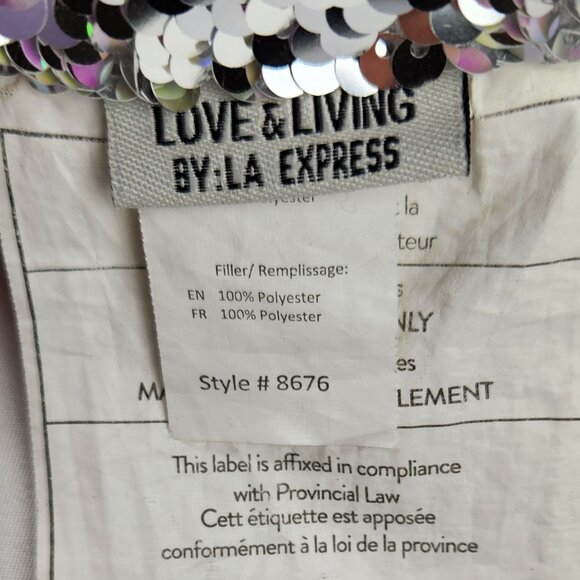 LOVE & LIVING
BY: LA EXPRESS
la
teur
Filler/ Remplissage:
EN 100% Polyester
FR 100% Polyester
NLY
es
Style # 8676
MA
LEMENT
This label is affixed in compliance
with Provincial Law
Cett étiquette est apposée
conformément à la loi de la province